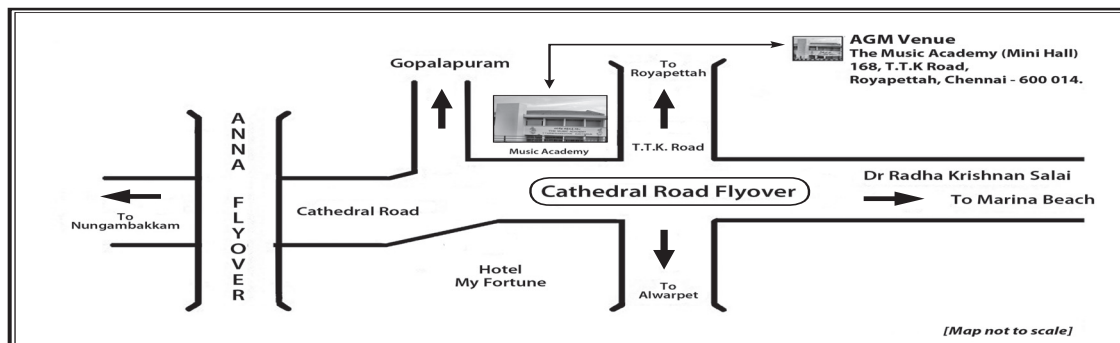 AGM Venue
The Music Academy (Mini Hall)
168, T.T.K Road,
Royapettah, Chennai - 600 014.
Gopalapuram
To
Royapettah
ANNA FLYOVER
Music Academy
T.T.K. Road
Dr Radha Krishnan Salai
To Marina Beach
Cathedral Road Flyover
Cathedral Road
To
Nungambakkam
Hotel
My Fortune
To
Alwarpet
[Map not to scale]